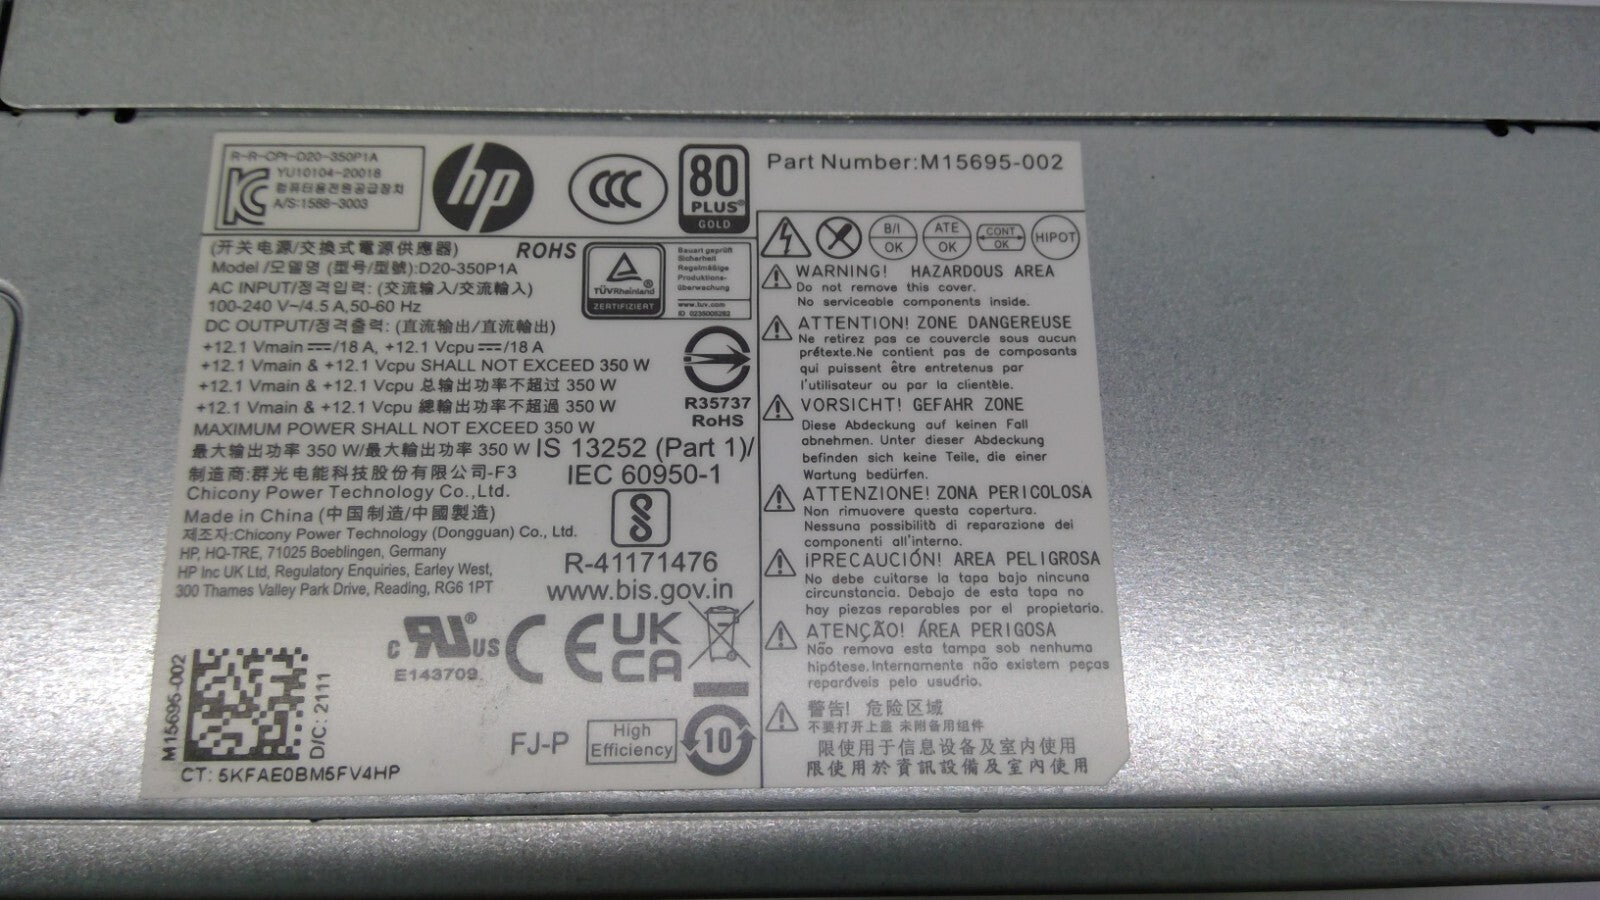 R-R-CPt-D20-350P1A
YU10104-20018
컴퓨터용전원공급장치
A/S:1588-3003
hp
CCC
80
PLUS®
GOLD
Part Number:M15695-002
(开关电源/交換式電源供應器)
ROHS
Model/모델명 (型号/型號):D20-350P1A
AC INPUT/정격입력: (交流输入/交流輸入)
100-240 V~/4.5 A,50-60 Hz
DC OUTPUT/정격출력: (直流输出/直流輸出)
+12.1 Vmain ⎓/18 A, +12.1 Vcpu ⎓/18 A
+12.1 Vmain & +12.1 Vcpu SHALL NOT EXCEED 350 W
+12.1 Vmain & +12.1 Vcpu 总输出功率不超过 350 W
+12.1 Vmain & +12.1 Vcpu 總輸出功率不超過 350 W
MAXIMUM POWER SHALL NOT EXCEED 350 W
最大输出功率 350 W/最大輸出功率 350 W
制造商:群光电能科技股份有限公司-F3
Chicony Power Technology Co.,Ltd.
Made in China (中国制造/中國製造)
제조자:Chicony Power Technology (Dongguan) Co., Ltd.
HP, HQ-TRE, 71025 Boeblingen, Germany
HP Inc UK Ltd, Regulatory Enquiries, Earley West,
300 Thames Valley Park Drive, Reading, RG6 1PT
TÜVRheinland®
ZERTIFIZIERT
Bauart geprüft
Sicherheit
Regelmäßige
Produktions-
überwachung
www.tuv.com
ID 0235005282
R35737
RoHS
IS 13252 (Part 1)/
IEC 60950-1
R-41171476
www.bis.gov.in
c UL® us
E143709
CE
UK
CA
M15695-002
D/C: 2111
CT: 5KFAE0BM5FV4HP
FJ-P
High
Efficiency
10
B/I
OK
ATE
OK
CONT
OK
HIPOT
WARNING! HAZARDOUS AREA
Do not remove this cover.
No serviceable components inside.
ATTENTION! ZONE DANGEREUSE
Ne retirez pas ce couvercle sous aucun
prétexte.Ne contient pas de composants
qui puissent être entretenus par
l'utilisateur ou par la clientèle.
VORSICHT! GEFAHR ZONE
Diese Abdeckung auf keinen Fall
abnehmen. Unter dieser Abdeckung
befinden sich keine Teile, die einer
Wartung bedürfen.
ATTENZIONE! ZONA PERICOLOSA
Non rimuovere questa copertura.
Nessuna possibilità di reparazione dei
componenti all'interno.
¡PRECAUCIÓN! AREA PELIGROSA
No debe cuitarse la tapa bajo nincuna
circunstancia. Debajo de esta tapa no
hay piezas reparables por el propietario.
ATENÇÃO! ÁREA PERIGOSA
Não remova esta tampa sob nenhuma
hipótese.Internamente não existem peças
reparáveis pelo usuário.
警告! 危险区域
不要打开上盖 未附备用组件
限使用于信息设备及室内使用
限使用於資訊設備及室內使用